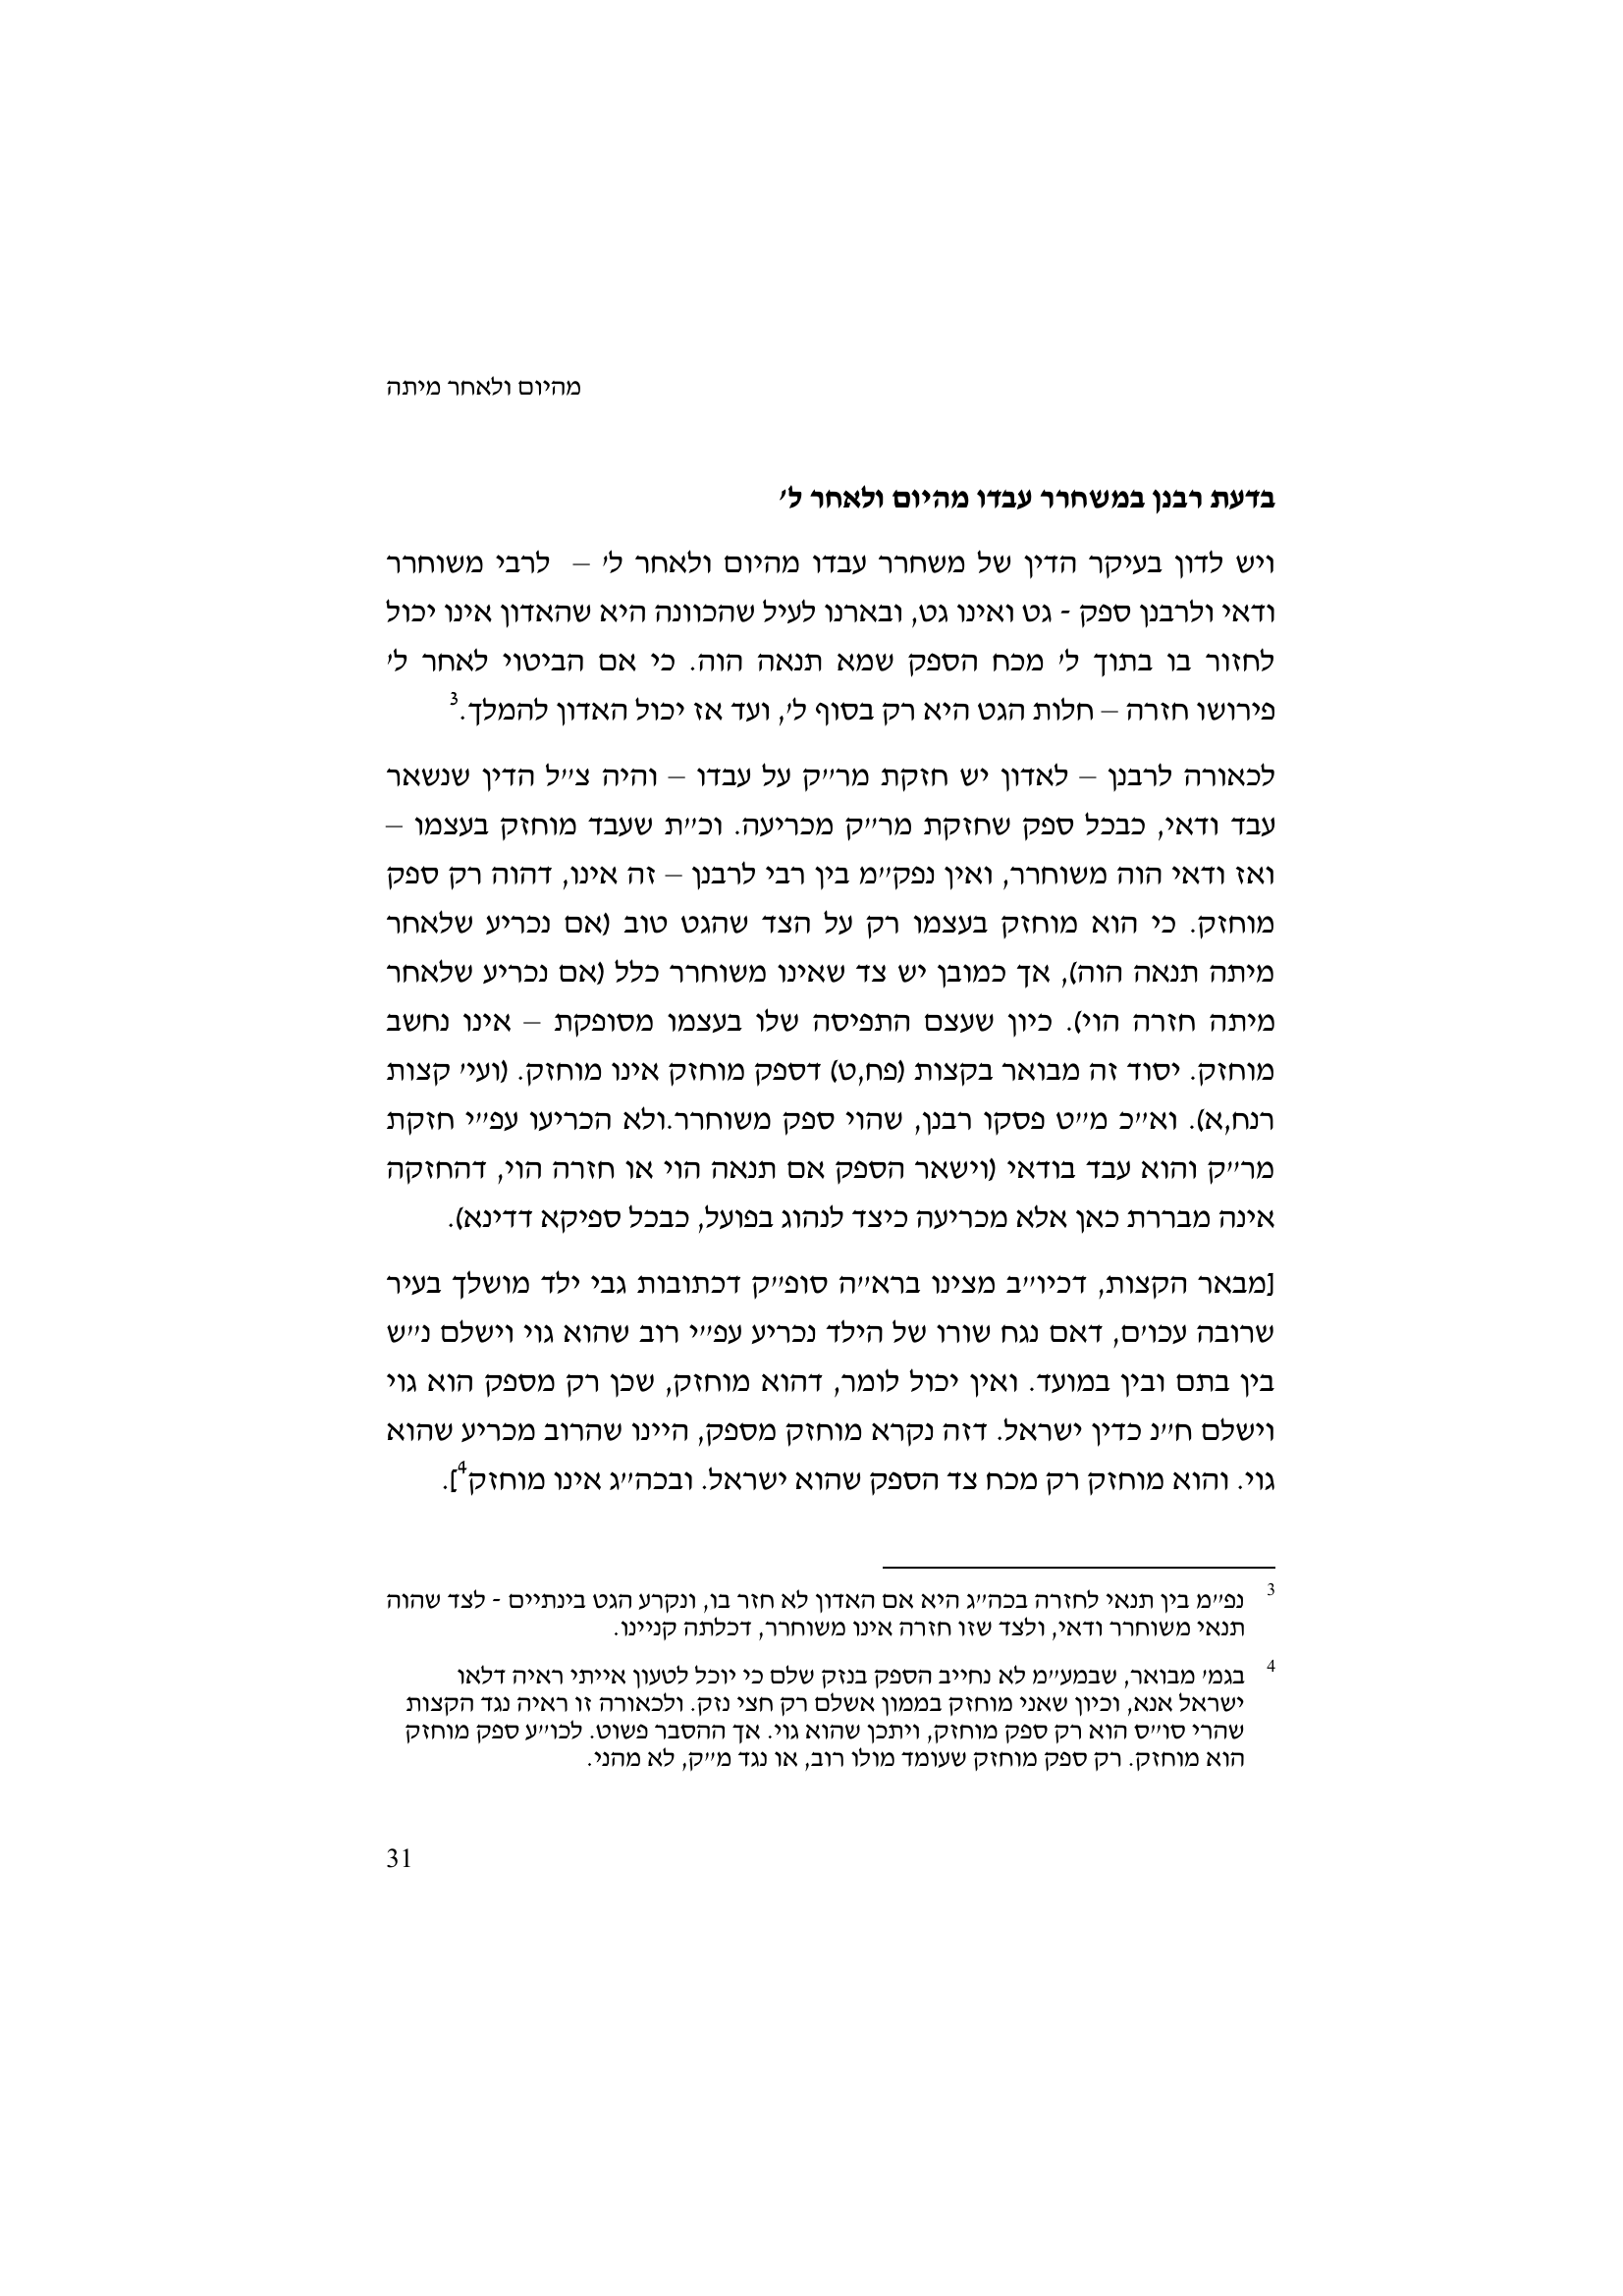 מהיום ולאחר מיתה
בדעת רבנן במשחרר עבדו מהיום ולאחר ל׳
ויש לדון בעיקר הדין של משחרר עבדו מהיום ולאחר ל׳ – לרבי משוחרר
ודאי ולרבנן ספק - גט ואינו גט, ובארנו לעיל שהכוונה היא שהאדון אינו יכול
לחזור בו בתוך ל׳ מכח הספק שמא תנאה הוה. כי אם הביטוי לאחר ל׳
פירושו חזרה – חלות הגט היא רק בסוף ל׳, ועד אז יכול האדון להמלך.3
לכאורה לרבנן – לאדון יש חזקת מר״ק על עבדו – והיה צ״ל הדין שנשאר
עבד ודאי, כבכל ספק שחזקת מר״ק מכריעה. וכ״ת שעבד מוחזק בעצמו –
ואז ודאי הוה משוחרר, ואין נפק״מ בין רבי לרבנן – זה אינו, דהוה רק ספק
מוחזק. כי הוא מוחזק בעצמו רק על הצד שהגט טוב (אם נכריע שלאחר
מיתה תנאה הוה), אך כמובן יש צד שאינו משוחרר כלל (אם נכריע שלאחר
מיתה חזרה הוי). כיון שעצם התפיסה שלו בעצמו מסופקת – אינו נחשב
מוחזק. יסוד זה מבואר בקצות (פח,ט) דספק מוחזק אינו מוחזק. (ועי׳ קצות
רנח,א). וא״כ מ״ט פסקו רבנן, שהוי ספק משוחרר.ולא הכריעו עפ״י חזקת
מר״ק והוא עבד בודאי (וישאר הספק אם תנאה הוי או חזרה הוי, דהחזקה
אינה מבררת כאן אלא מכריעה כיצד לנהוג בפועל, כבכל ספיקא דדינא).
[מבאר הקצות, דכיו״ב מצינו ברא״ה סופ״ק דכתובות גבי ילד מושלך בעיר
שרובה עכו׳ם, דאם נגח שורו של הילד נכריע עפ״י רוב שהוא גוי וישלם נ״ש
בין בתם ובין במועד. ואין יכול לומר, דהוא מוחזק, שכן רק מספק הוא גוי
וישלם ח״נ כדין ישראל. דזה נקרא מוחזק מספק, היינו שהרוב מכריע שהוא
גוי. והוא מוחזק רק מכח צד הספק שהוא ישראל. ובכה״ג אינו מוחזק4].
3 נפ״מ בין תנאי לחזרה בכה״ג היא אם האדון לא חזר בו, ונקרע הגט בינתיים - לצד שהוה
תנאי משוחרר ודאי, ולצד שזו חזרה אינו משוחרר, דכלתה קניינו.
4 בגמ׳ מבואר, שבמע״מ לא נחייב הספק בנזק שלם כי יוכל לטעון אייתי ראיה דלאו
ישראל אנא, וכיון שאני מוחזק בממון אשלם רק חצי נזק. ולכאורה זו ראיה נגד הקצות
שהרי סו״ס הוא רק ספק מוחזק, ויתכן שהוא גוי. אך ההסבר פשוט. לכו״ע ספק מוחזק
הוא מוחזק. רק ספק מוחזק שעומד מולו רוב, או נגד מ״ק, לא מהני.
31